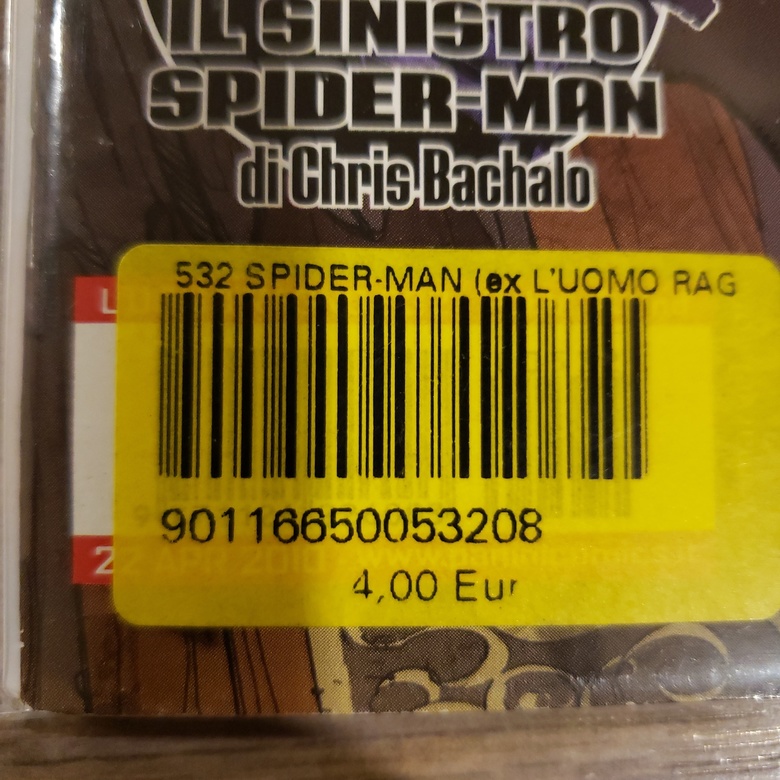 IL SINISTRO
SPIDER-MAN
di Chris Bachalo
532 SPIDER-MAN (ex L'UOMO RAG
90116650053208
4,00 Eur